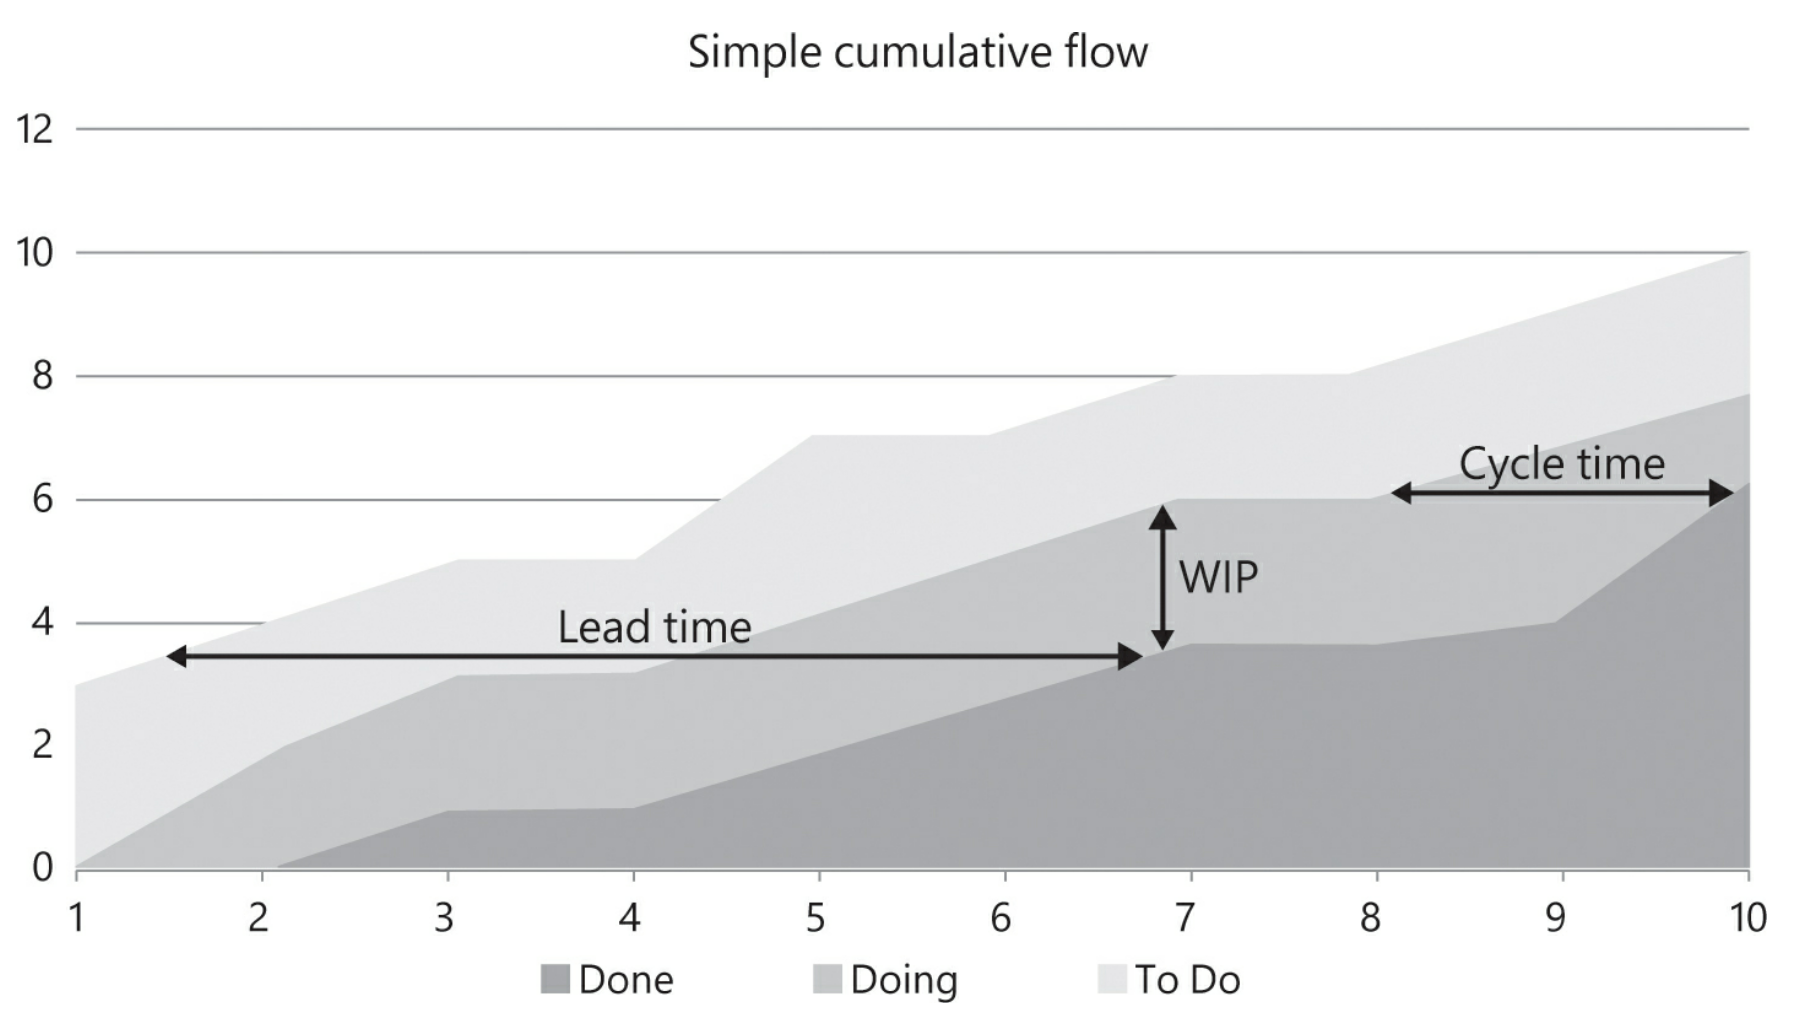 Simple cumulative flow
12
10
8
6
4
2
0
Cycle time
WIP
Lead time
1 2 3 4 5 6 7 8 9 10
Done Doing To Do